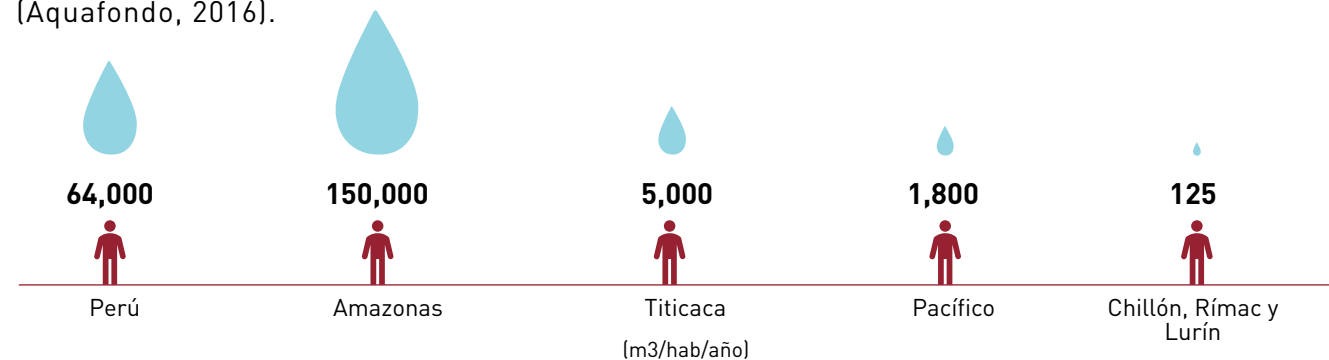 (Aquafondo, 2016).
64,000 150,000 5,000 1,800 125
Perú Amazonas Titicaca Pacífico Chillón, Rímac y
Lurín
(m3/hab/año)